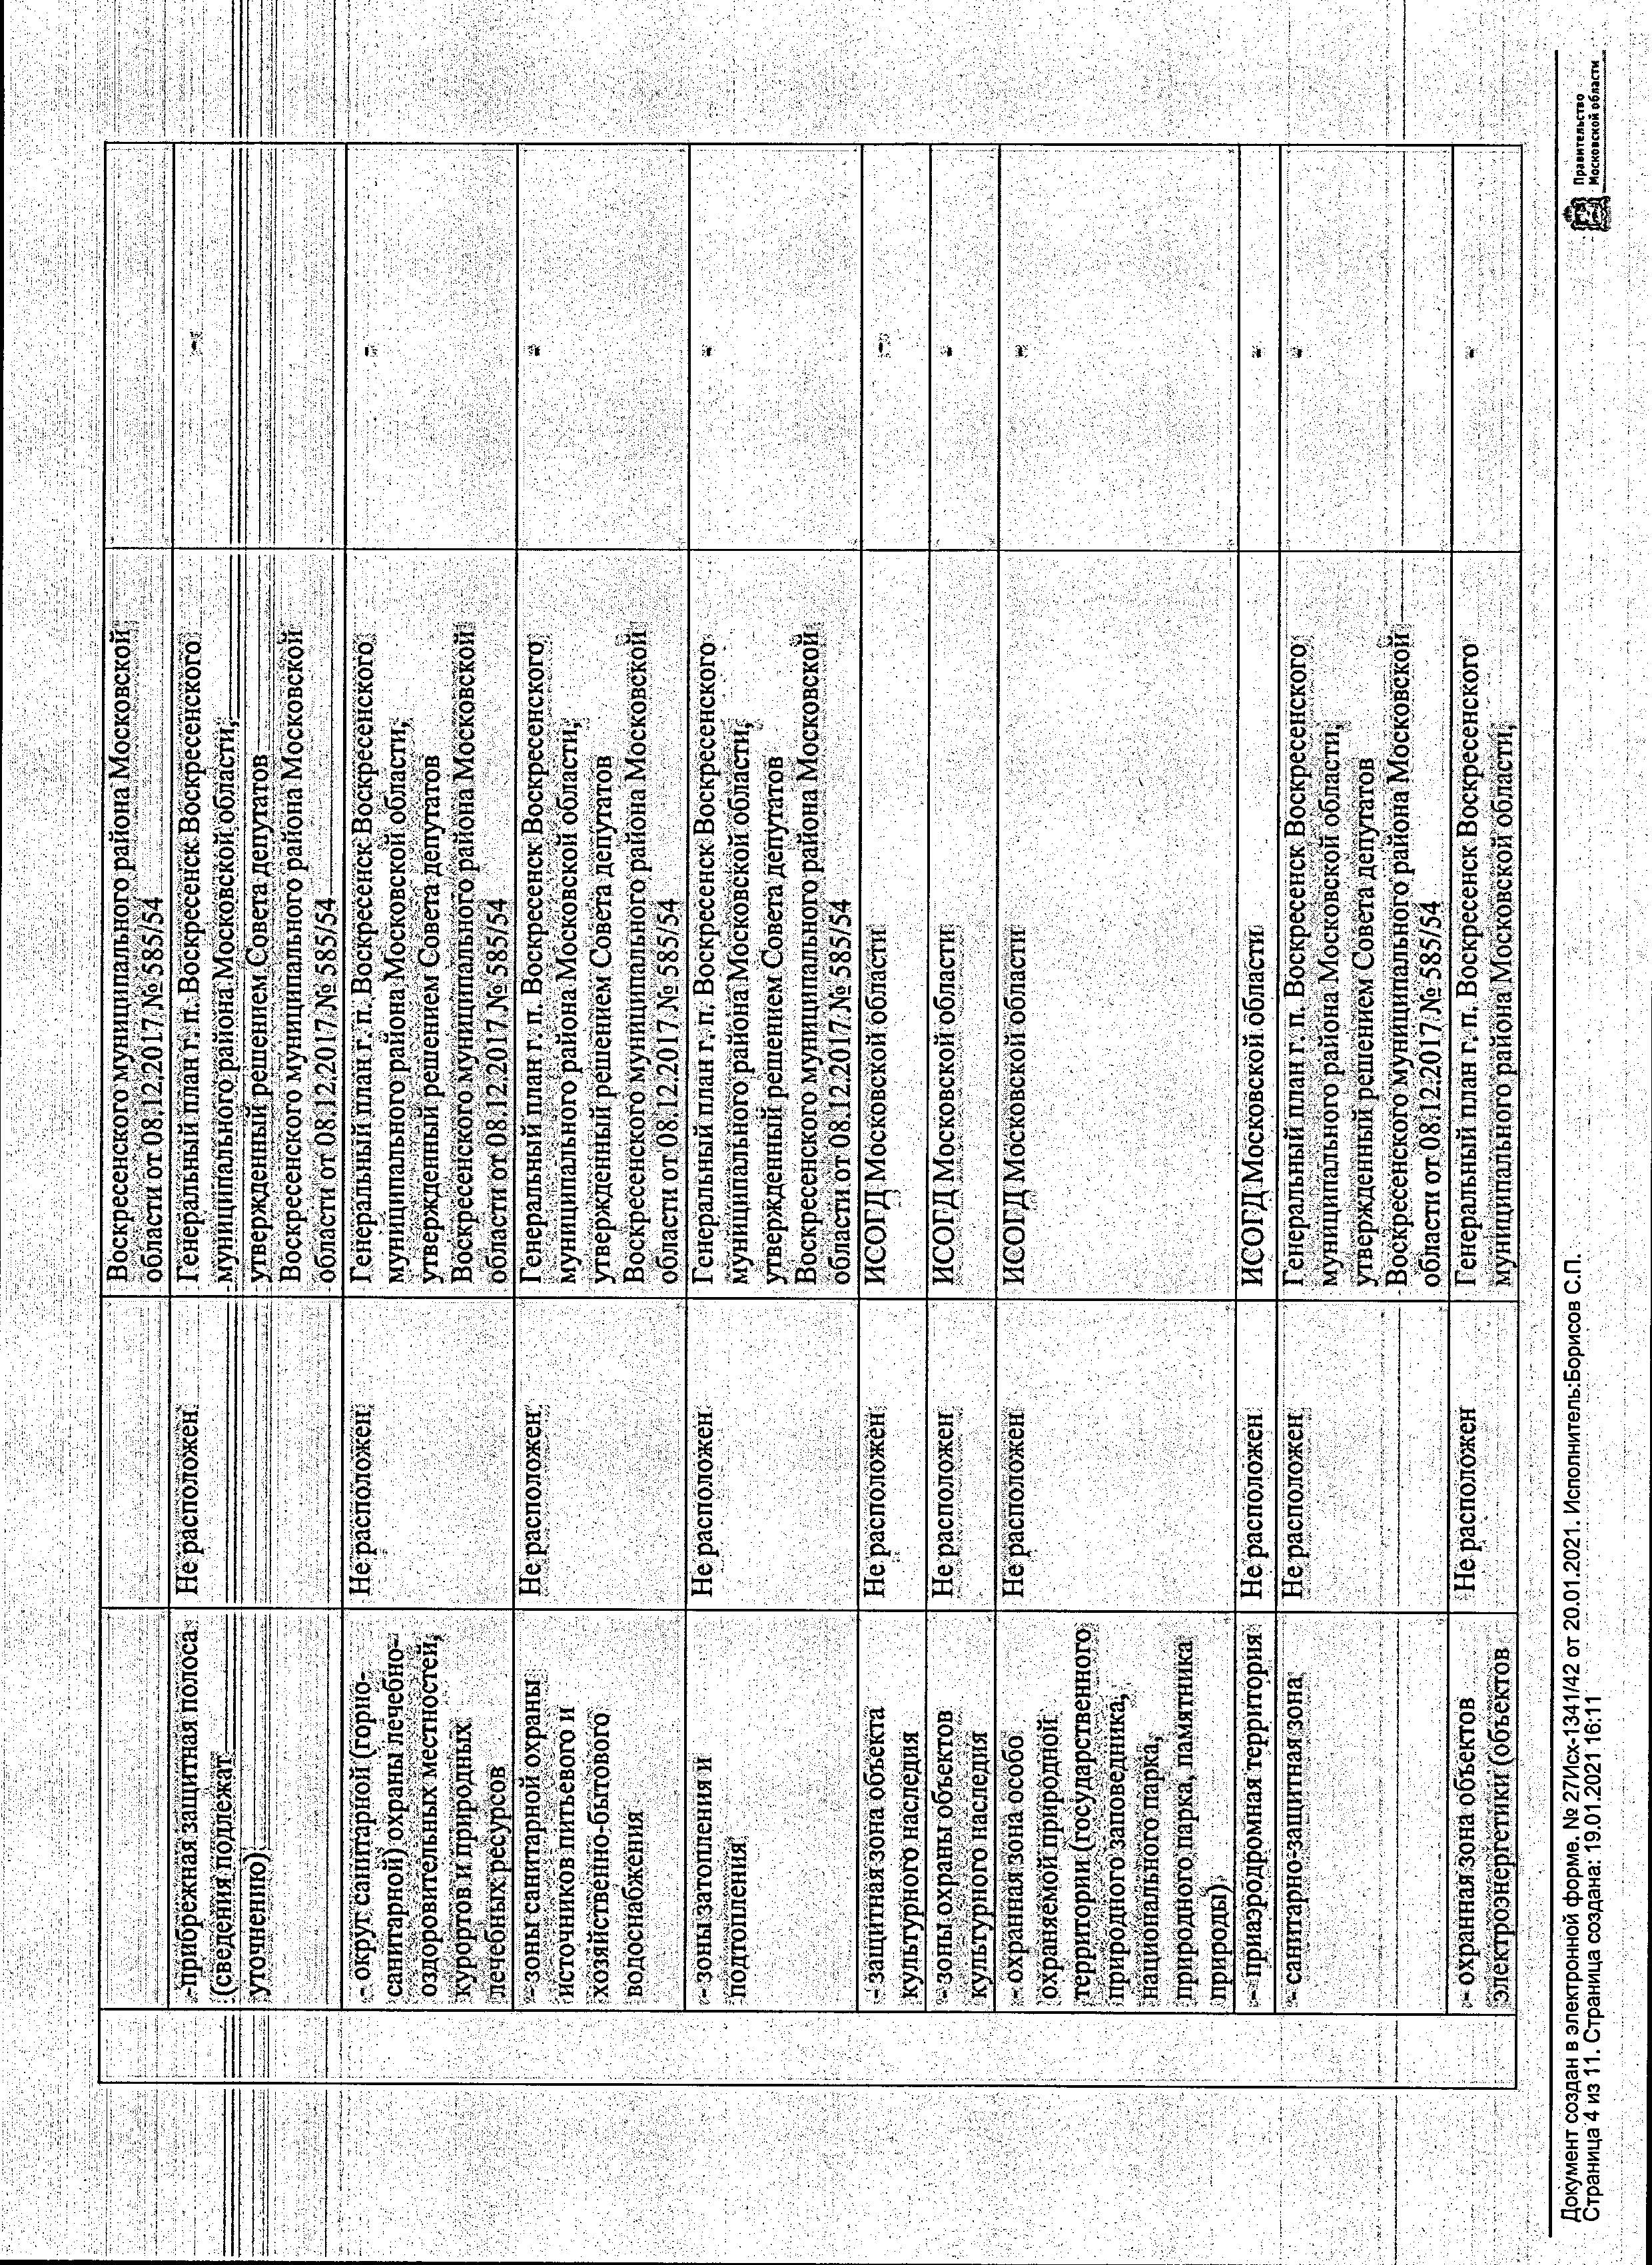 Воскресенского муниципального района Московской
области от 08.12.2017 № 585/54
- прибрежная защитная полоса
(сведения подлежат
уточнению)
Не расположен
Генеральный план г. п. Воскресенск Воскресенского
муниципального района Московской области,
утвержденный решением Совета депутатов
Воскресенского муниципального района Московской
области от 08.12.2017 № 585/54
-
- округ санитарной (горно-
санитарной) охраны лечебно-
оздоровительных местностей,
курортов и природных
лечебных ресурсов
Не расположен
Генеральный план г. п. Воскресенск Воскресенского
муниципального района Московской области,
утвержденный решением Совета депутатов
Воскресенского муниципального района Московской
области от 08.12.2017 № 585/54
-
- зоны санитарной охраны
источников питьевого и
хозяйственно-бытового
водоснабжения
Не расположен
Генеральный план г. п. Воскресенск Воскресенского
муниципального района Московской области,
утвержденный решением Совета депутатов
Воскресенского муниципального района Московской
области от 08.12.2017 № 585/54
-
- зоны затопления и
подтопления
Не расположен
Генеральный план г. п. Воскресенск Воскресенского
муниципального района Московской области,
утвержденный решением Совета депутатов
Воскресенского муниципального района Московской
области от 08.12.2017 № 585/54
-
- защитная зона объекта
культурного наследия
Не расположен
ИСОГД Московской области
-
- зоны охраны объектов
культурного наследия
Не расположен
ИСОГД Московской области
-
- охранная зона особо
охраняемой природной
территории (государственного
природного заповедника,
национального парка,
природного парка, памятника
природы)
Не расположен
ИСОГД Московской области
-
- приаэродромная территория
Не расположен
ИСОГД Московской области
-
- санитарно-защитная зона
Не расположен
Генеральный план г. п. Воскресенск Воскресенского
муниципального района Московской области,
утвержденный решением Совета депутатов
Воскресенского муниципального района Московской
области от 08.12.2017 № 585/54
-
- охранная зона объектов
электроэнергетики (объектов
Не расположен
Генеральный план г. п. Воскресенск Воскресенского
муниципального района Московской области,
-
Документ создан в электронной форме. № 27Исх-1341/42 от 20.01.2021. Исполнитель:Борисов С.П.
Страница 4 из 11. Страница создана: 19.01.2021 16:11
Правительство
Московской области